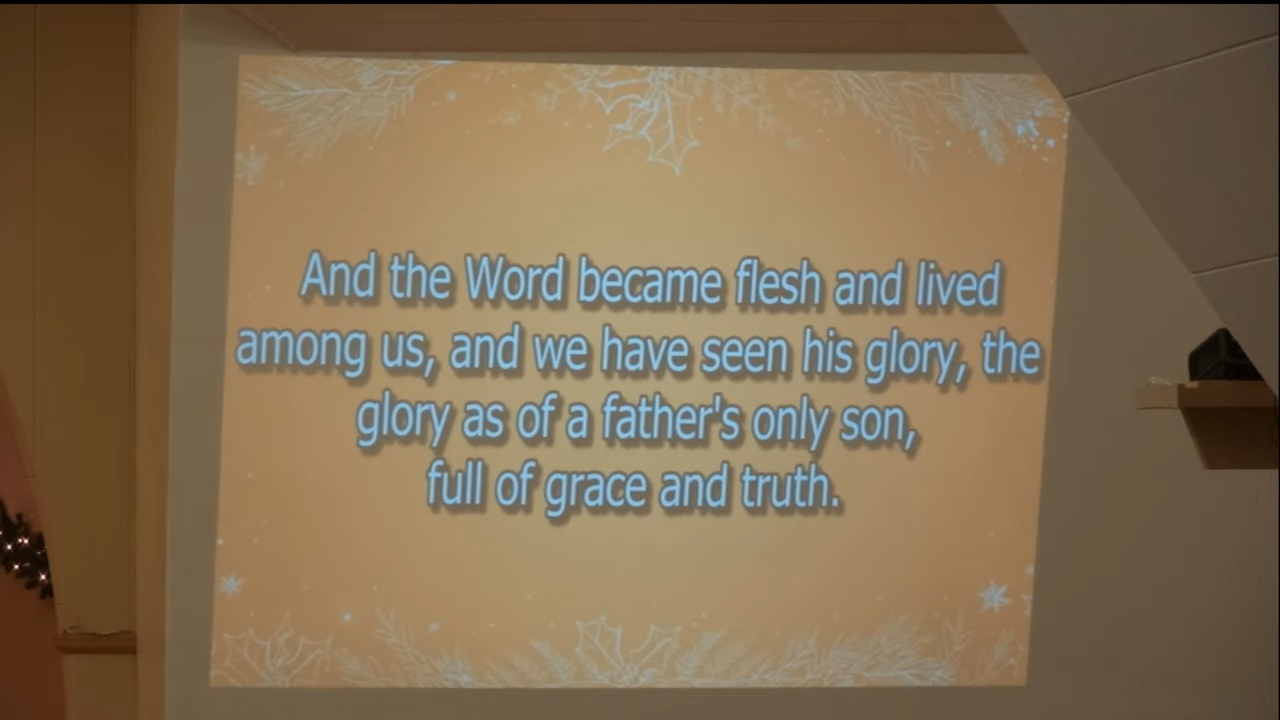 And the Word became flesh and lived
among us, and we have seen his glory, the
glory as of a father's only son,
full of grace and truth.